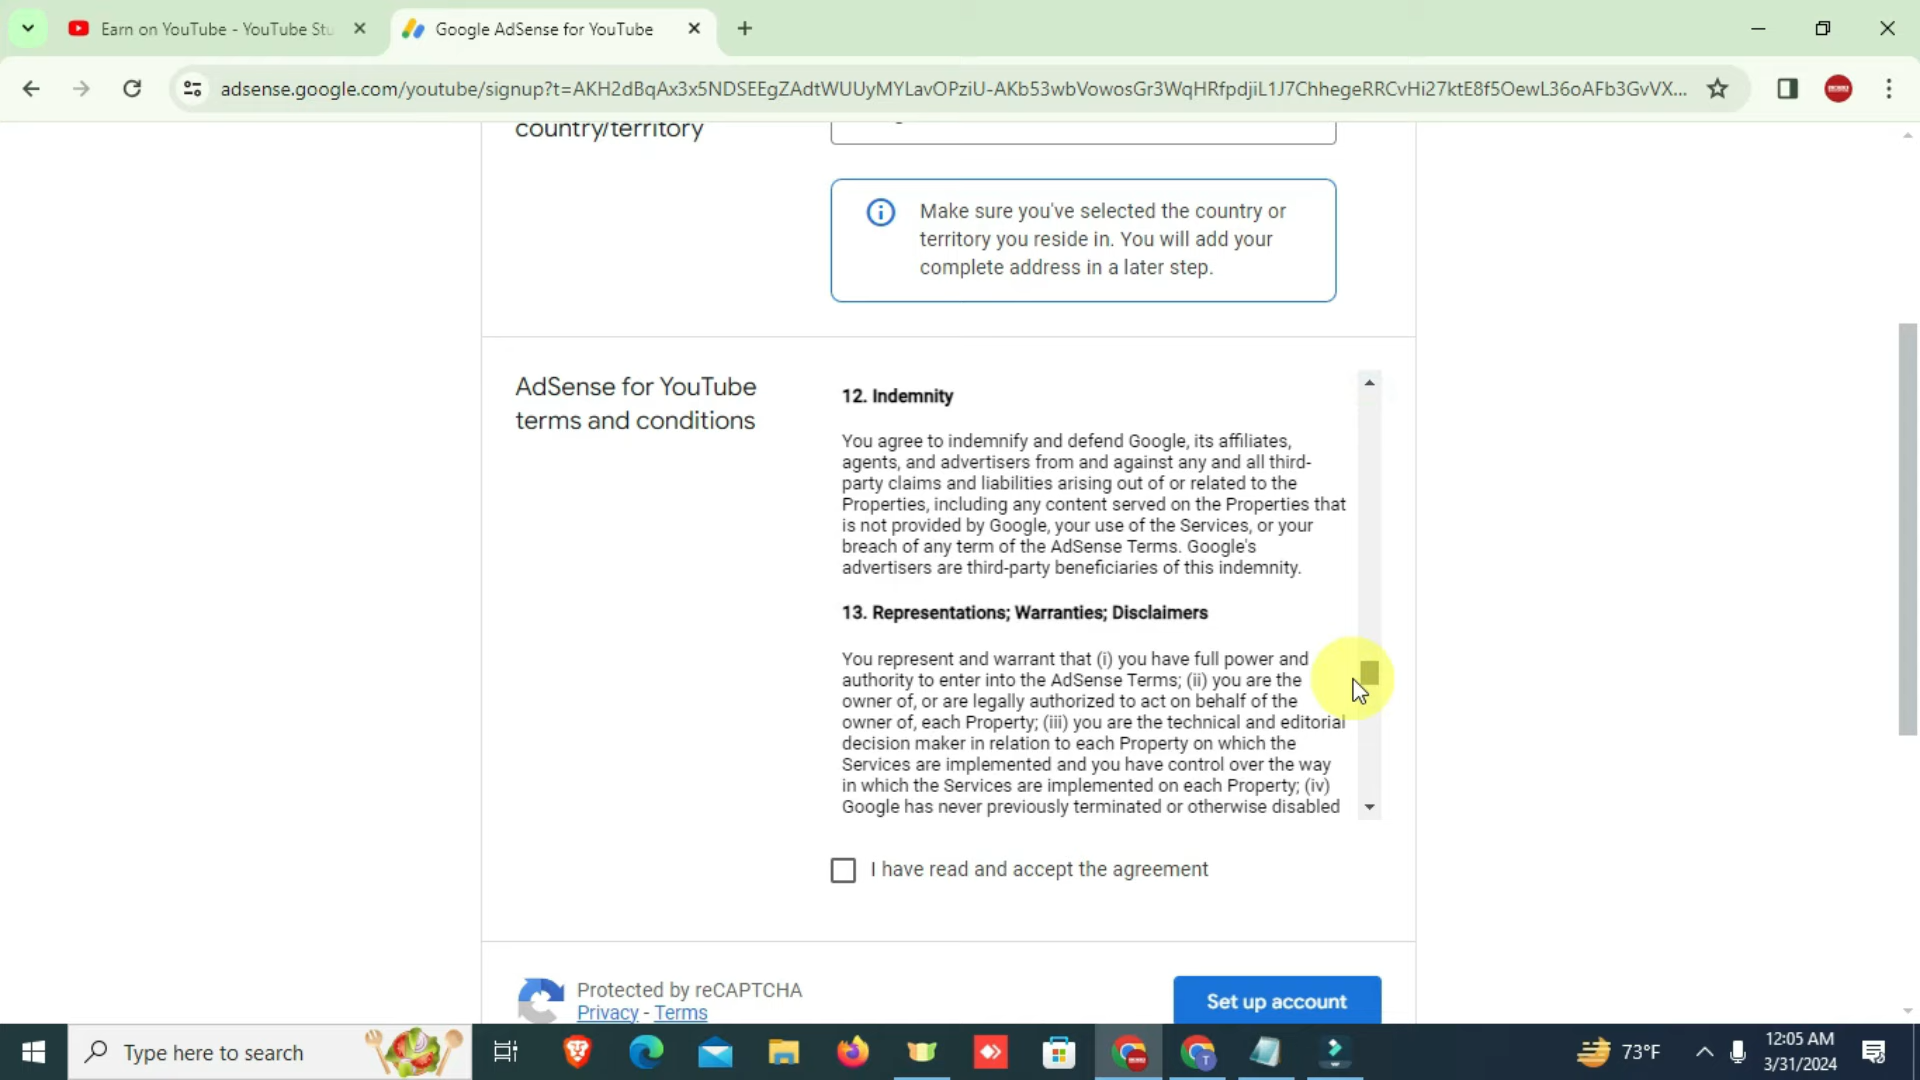 Earn on YouTube - YouTube Stu
Google AdSense for YouTube
adsense.google.com/youtube/signup?t=AKH2dBqAx3x5NDSEEgZAdtWUUyMYLavOPziU-AKb53wbVowosGr3WqHRfpdjiL1J7ChhegeRRCvHi27ktE8f5OewL36oAFb3GvVX...
country/territory
Make sure you've selected the country or
territory you reside in. You will add your
complete address in a later step.
AdSense for YouTube
terms and conditions
12. Indemnity
You agree to indemnify and defend Google, its affiliates,
agents, and advertisers from and against any and all third-
party claims and liabilities arising out of or related to the
Properties, including any content served on the Properties that
is not provided by Google, your use of the Services, or your
breach of any term of the AdSense Terms. Google's
advertisers are third-party beneficiaries of this indemnity.
13. Representations; Warranties; Disclaimers
You represent and warrant that (i) you have full power and
authority to enter into the AdSense Terms; (ii) you are the
owner of, or are legally authorized to act on behalf of the
owner of, each Property; (iii) you are the technical and editorial
decision maker in relation to each Property on which the
Services are implemented and you have control over the way
in which the Services are implemented on each Property; (iv)
Google has never previously terminated or otherwise disabled
I have read and accept the agreement
Protected by reCAPTCHA
Privacy - Terms
Set up account
Type here to search
73°F
12:05 AM
3/31/2024